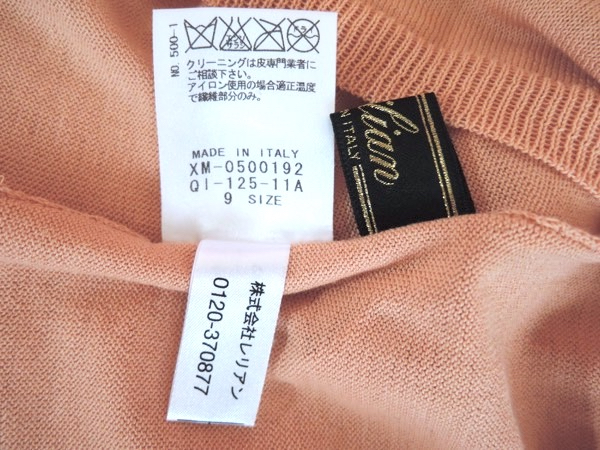 NO. 500-1
クリーニングは皮専門業者に
ご相談下さい。
アイロン使用の場合適正温度
で繊維部分のみ。
MADE IN ITALY
XM-0500192
QI-125-11A
9 SIZE
lian
IN ITALY
株式会社レリアン
0120-370877